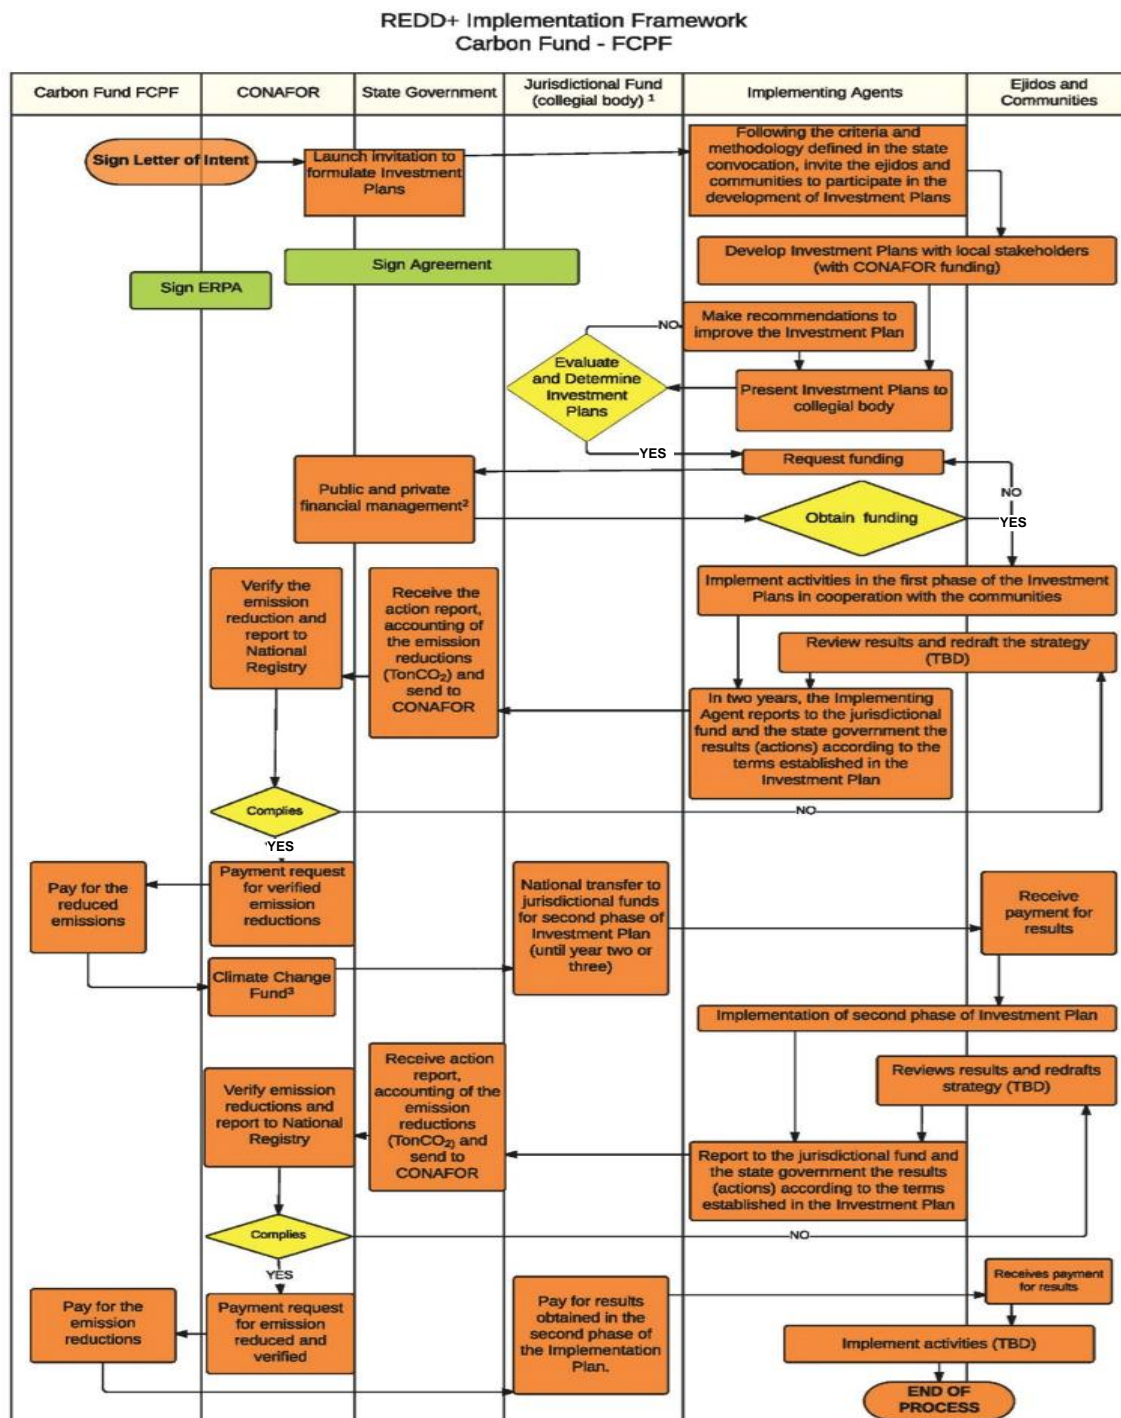 REDD+ Implementation Framework
Carbon Fund - FCPF
Carbon Fund FCPF
CONAFOR
State Government
Jurisdictional Fund
(collegial body) 1
Implementing Agents
Ejidos and
Communities
Sign Letter of Intent
Launch invitation to
formulate Investment
Plans
Following the criteria and
methodology defined in the state
convocation, invite the ejidos and
communities to participate in the
development of Investment Plans
Develop Investment Plans with local stakeholders
(with CONAFOR funding)
Sign Agreement
Sign ERPA
Make recommendations to
improve the Investment Plan
NO
Evaluate
and Determine
Investment
Plans
Present Investment Plans to
collegial body
YES
Request funding
Public and private
financial management2
Obtain funding
NO
YES
Implement activities in the first phase of the Investment
Plans in cooperation with the communities
Verify the
emission
reduction and
report to
National
Registry
Receive the
action report,
accounting of
the emission
reductions
(TonCO2) and
send to
CONAFOR
Review results and redraft the strategy
(TBD)
In two years, the Implementing
Agent reports to the jurisdictional
fund and the state government the
results (actions) according to the
terms established in the
Investment Plan
Complies
NO
YES
Pay for the
reduced
emissions
Payment request
for verified
emission
reductions
National transfer to
jurisdictional funds
for second phase of
Investment Plan
(until year two or
three)
Receive
payment for
results
Climate Change
Fund3
Implementation of second phase of Investment Plan
Receive action
report,
accounting of the
emission
reductions
(TonCO2) and
send to
CONAFOR
Verify emission
reductions and
report to National
Registry
Reviews results and redrafts
strategy (TBD)
Report to the jurisdictional fund and
the state government the results
(actions) according to the terms
established in the Investment Plan
Complies
NO
YES
Pay for the
emission
reductions
Payment request
for emission
reduced and
verified
Pay for results
obtained in the
second phase of
the Implementation
Plan.
Receives payment
for results
Implement activities (TBD)
END OF
PROCESS